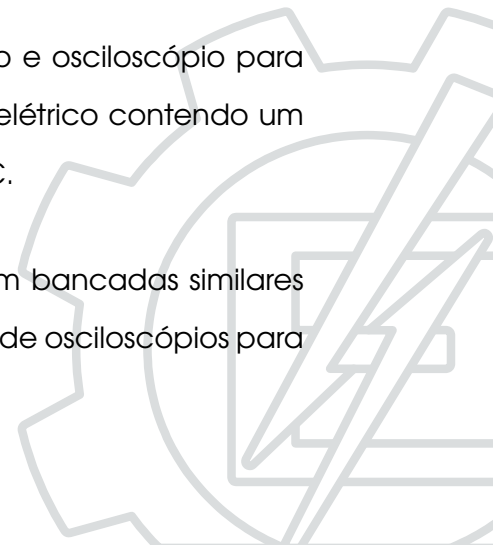 e osciloscópio para
elétrico contendo um
bancadas similares
de osciloscópios para